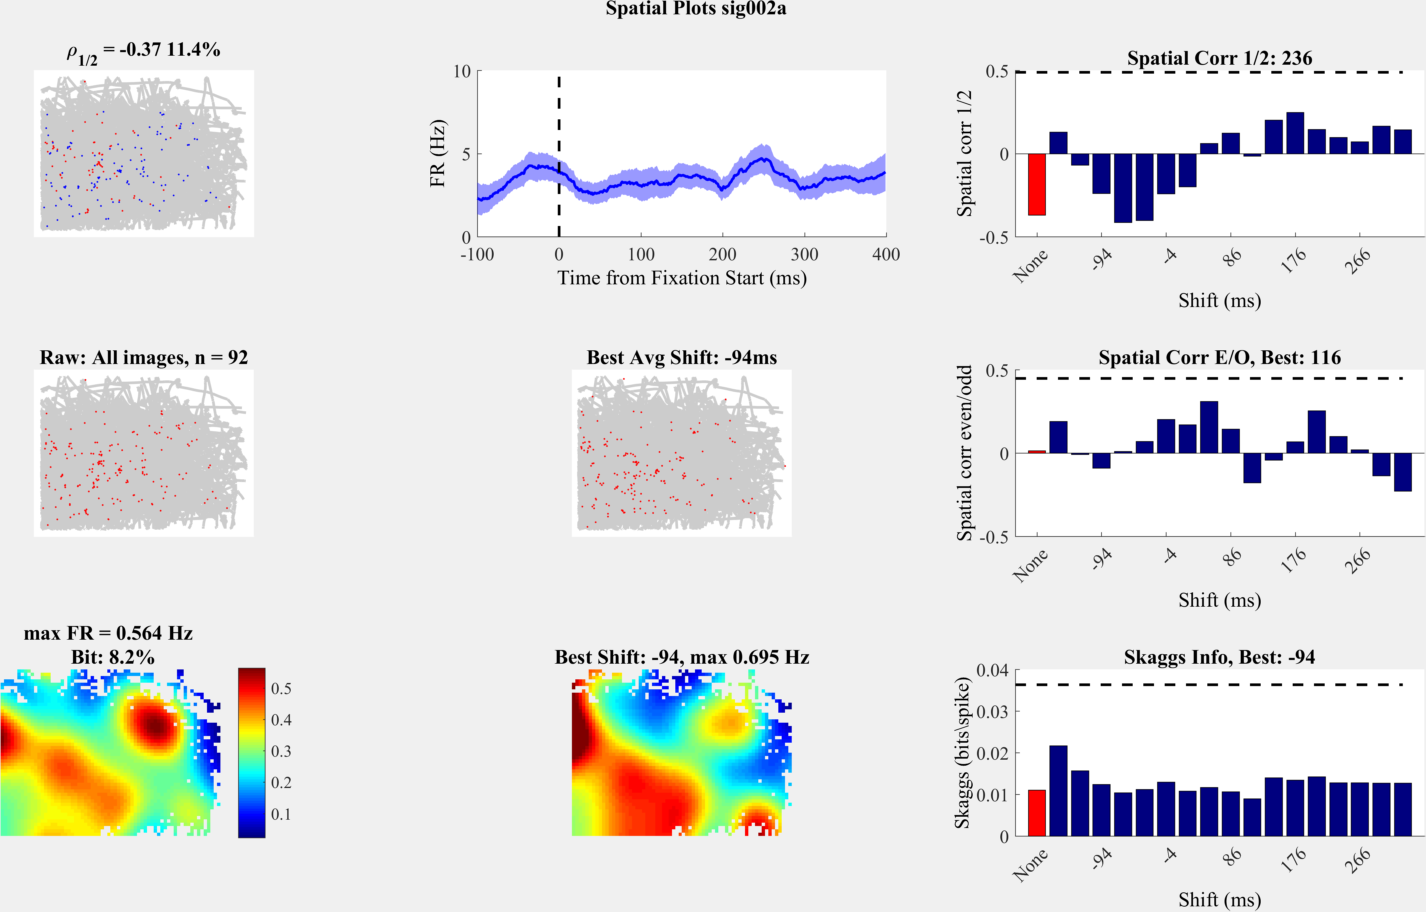 Spatial Plots sig002a
ρ1/2 = -0.37 11.4%
10
5
0
FR (Hz)
-100 0 100 200 300 400
Time from Fixation Start (ms)
Spatial Corr 1/2: 236
0.5
0
-0.5
Spatial corr 1/2
None -94 -4 86 176 266
Shift (ms)
Raw: All images, n = 92
Best Avg Shift: -94ms
Spatial Corr E/O, Best: 116
0.5
0
-0.5
Spatial corr even/odd
None -94 -4 86 176 266
Shift (ms)
max FR = 0.564 Hz
Bit: 8.2%
0.5
0.4
0.3
0.2
0.1
Best Shift: -94, max 0.695 Hz
Skaggs Info, Best: -94
0.04
0.03
0.02
0.01
0
Skaggs (bits\spike)
None -94 -4 86 176 266
Shift (ms)